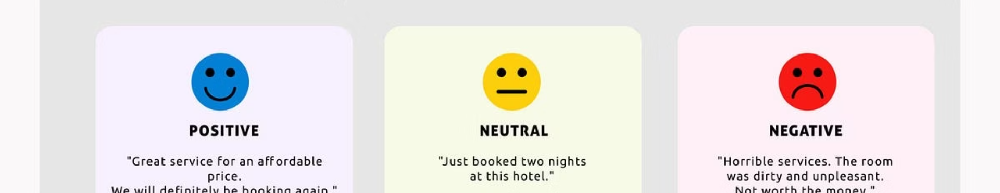 POSITIVE
"Great service for an affordable
price.
We will definitely be booking again."
NEUTRAL
"Just booked two nights
at this hotel."
NEGATIVE
"Horrible services. The room
was dirty and unpleasant.
Not worth the money."